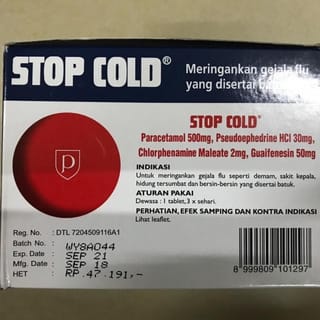 STOP COLD®
Meringankan gejala flu
yang disertai
STOP COLD®
Paracetamol 500mg, Pseudoephedrine HCl 30mg,
Chlorphenamine Maleate 2mg, Guaifenesin 50mg
P
INDIKASI
Untuk meringankan gejala flu seperti demam, sakit kepala,
hidung tersumbat dan bersin-bersin yang disertai batuk.
ATURAN PAKAI
Dewasa : 1 tablet, 3 x sehari.
PERHATIAN, EFEK SAMPING DAN KONTRA INDIKASI
Lihat leaflet.
Reg. No. : DTL 7204509116A1
Batch No. : WY8A044
Exp. Date : SEP 21
Mfg. Date : SEP 18
HET : RP.47.191,-
8 999809 101297